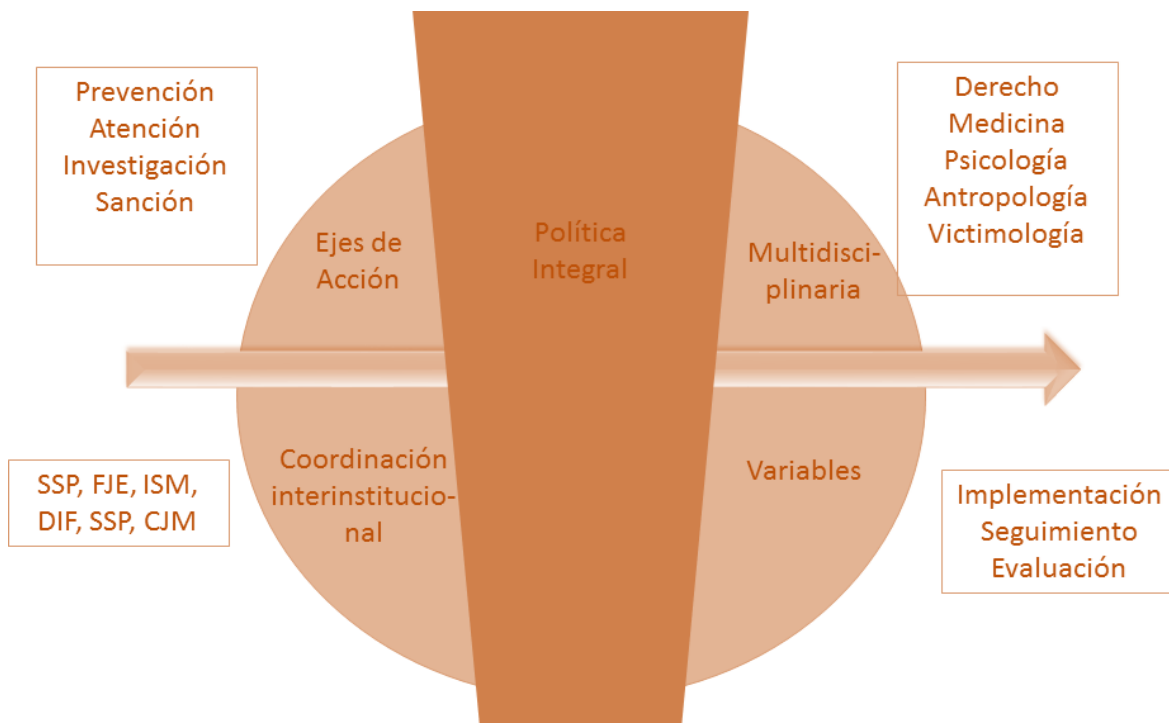 Prevención
Atención
Investigación
Sanción
Ejes de
Acción
Política
Integral
Multidisci-
plinaria
Derecho
Medicina
Psicología
Antropología
Victimología
SSP, FJE, ISM,
DIF, SSP, CJM
Coordinación
interinstitucio-
nal
Variables
Implementación
Seguimiento
Evaluación